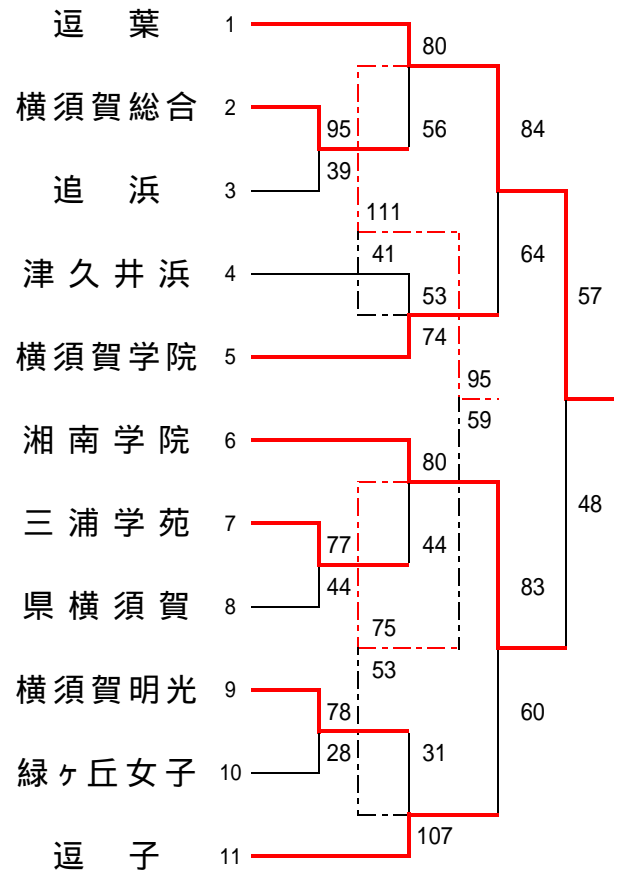 逗葉 1
80
横須賀総合 2
95
56
84
39
追浜 3
111
41
64
津久井浜 4
53
57
74
横須賀学院 5
95
59
湘南学院 6
80
48
三浦学苑 7
77
44
83
44
県横須賀 8
75
53
横須賀明光 9
78
60
28
31
緑ヶ丘女子 10
107
逗子 11